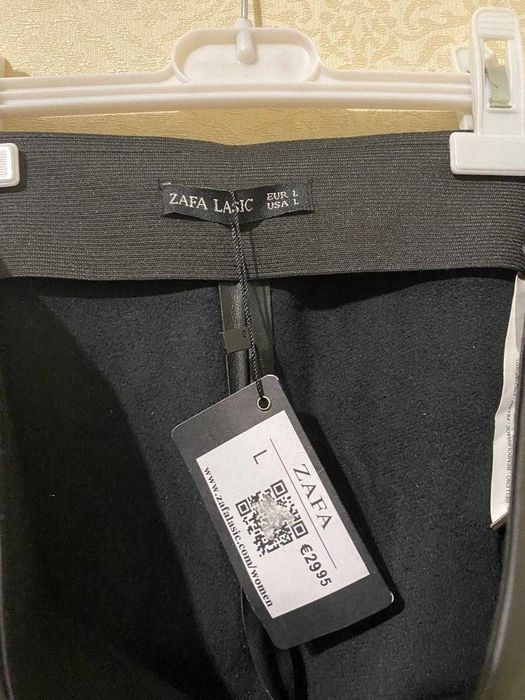 ZAFA LASIC
EUR L
USA L
ZAFA
L
€2995
www.zafalasic.com/women